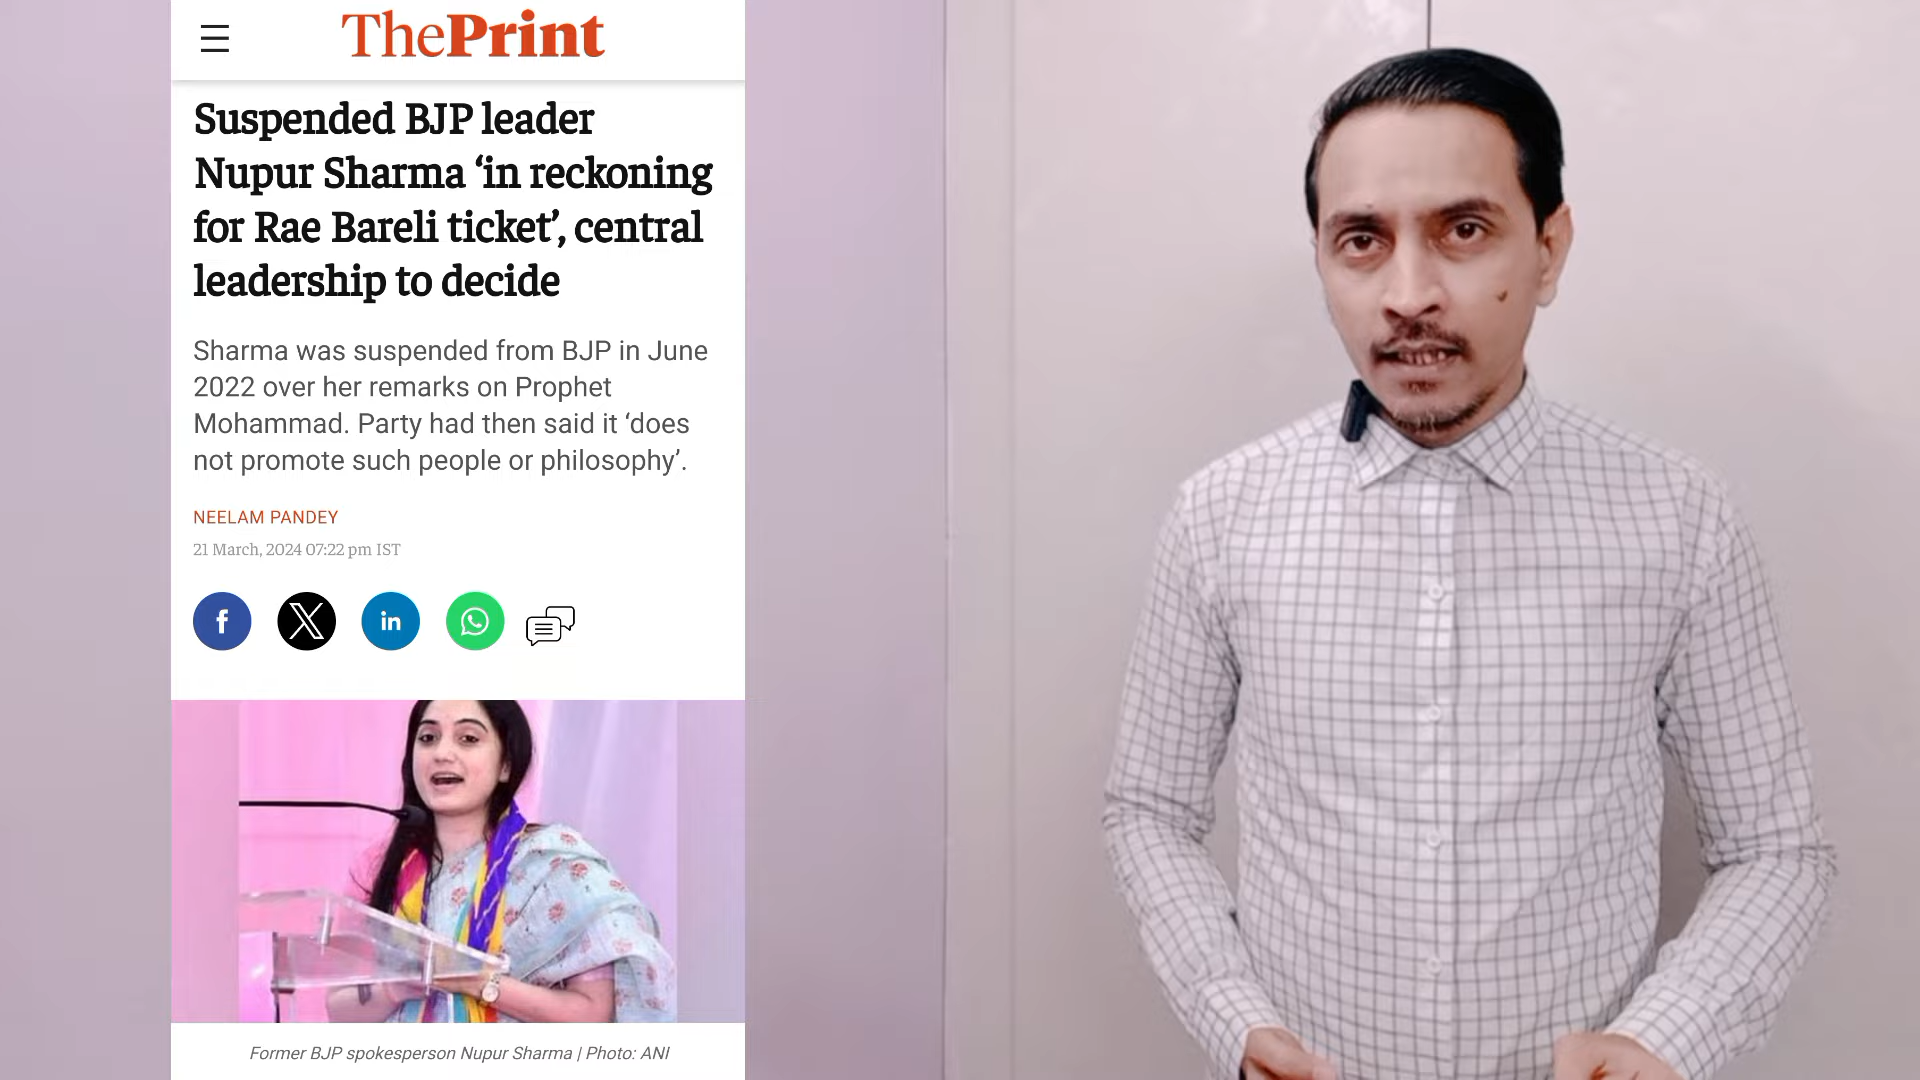 ThePrint
Suspended BJP leader
Nupur Sharma ‘in reckoning
for Rae Bareli ticket’, central
leadership to decide
Sharma was suspended from BJP in June
2022 over her remarks on Prophet
Mohammad. Party had then said it ‘does
not promote such people or philosophy’.
NEELAM PANDEY
21 March, 2024 07:22 pm IST
f X in
Former BJP spokesperson Nupur Sharma | Photo: ANI